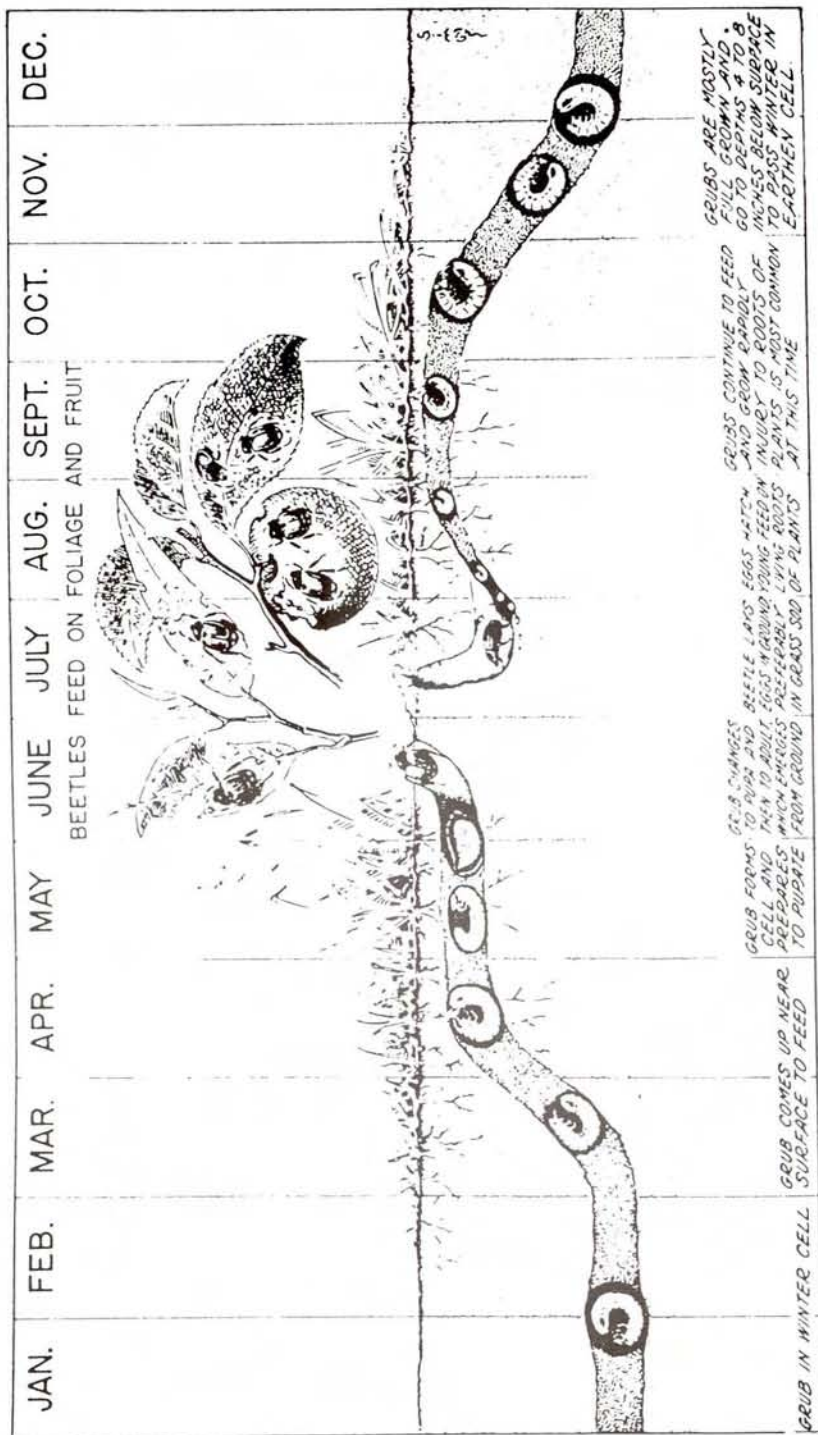 JAN. FEB. MAR. APR. MAY JUNE JULY AUG. SEPT. OCT. NOV. DEC.
BEETLES FEED ON FOLIAGE AND FRUIT
GRUB IN WINTER CELL
GRUB COMES UP NEAR
SURFACE TO FEED
GRUB FORMS
CELL AND
PREPARES
TO PUPATE
GRUB CHANGES
TO PUPA AND
THEN TO ADULT,
WHICH EMERGES
FROM GROUND
BEETLE LAYS
EGGS IN GROUND,
PREFERABLY
IN GRASS SOD
EGGS HATCH.
YOUNG FEED ON
LIVING ROOTS
OF PLANTS
GRUBS CONTINUE TO FEED
AND GROW RAPIDLY
INJURY TO ROOTS OF
PLANTS IS MOST COMMON
AT THIS TIME
GRUBS ARE MOSTLY
FULL GROWN AND
GO TO DEPTHS 4 TO 8
INCHES BELOW SURFACE
TO PASS WINTER IN
EARTHEN CELL.